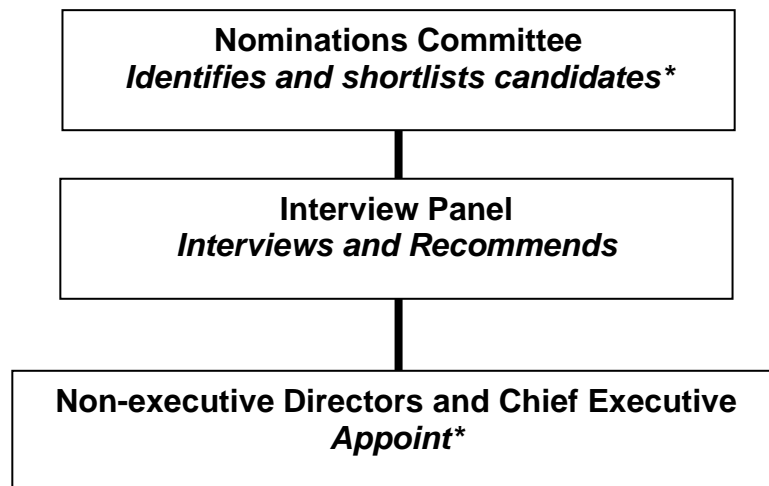 Nominations Committee
Identifies and shortlists candidates*
Interview Panel
Interviews and Recommends
Non-executive Directors and Chief Executive
Appoint*